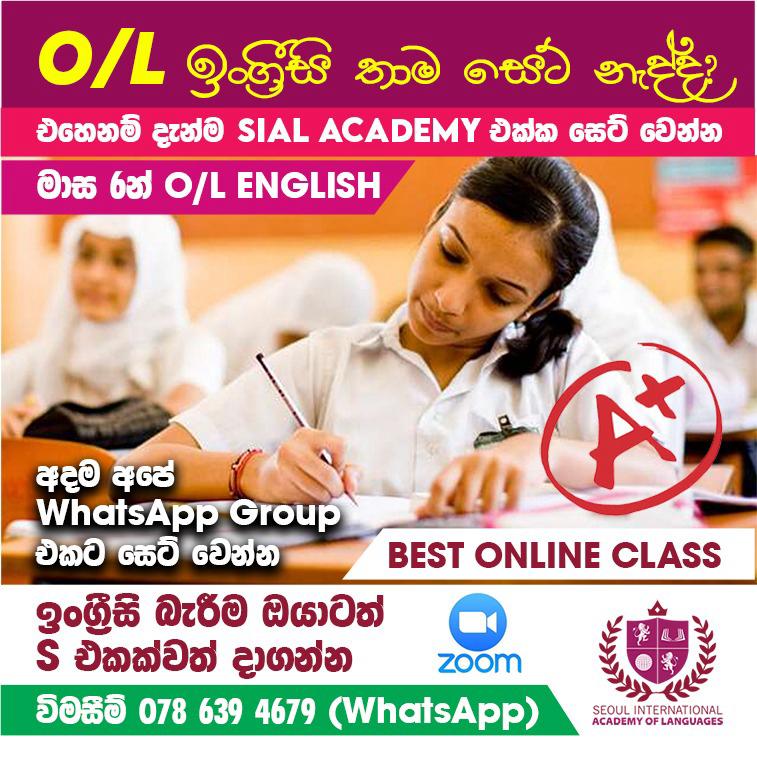 O/L ඉංග්‍රීසි තාම සෙට් නැද්ද?
එහෙනම් දැන්ම SIAL ACADEMY එක්ක සෙට් වෙන්න
මාස 6න් O/L ENGLISH
A+
අදම අපේ
WhatsApp Group
එකට සෙට් වෙන්න
BEST ONLINE CLASS
ඉංග්‍රීසි බැරිම ඔයාටත්
S එකක්වත් දාගන්න
zoom
විමසීම් 078 639 4679 (WhatsApp)
SEOUL INTERNATIONAL
ACADEMY OF LANGUAGES